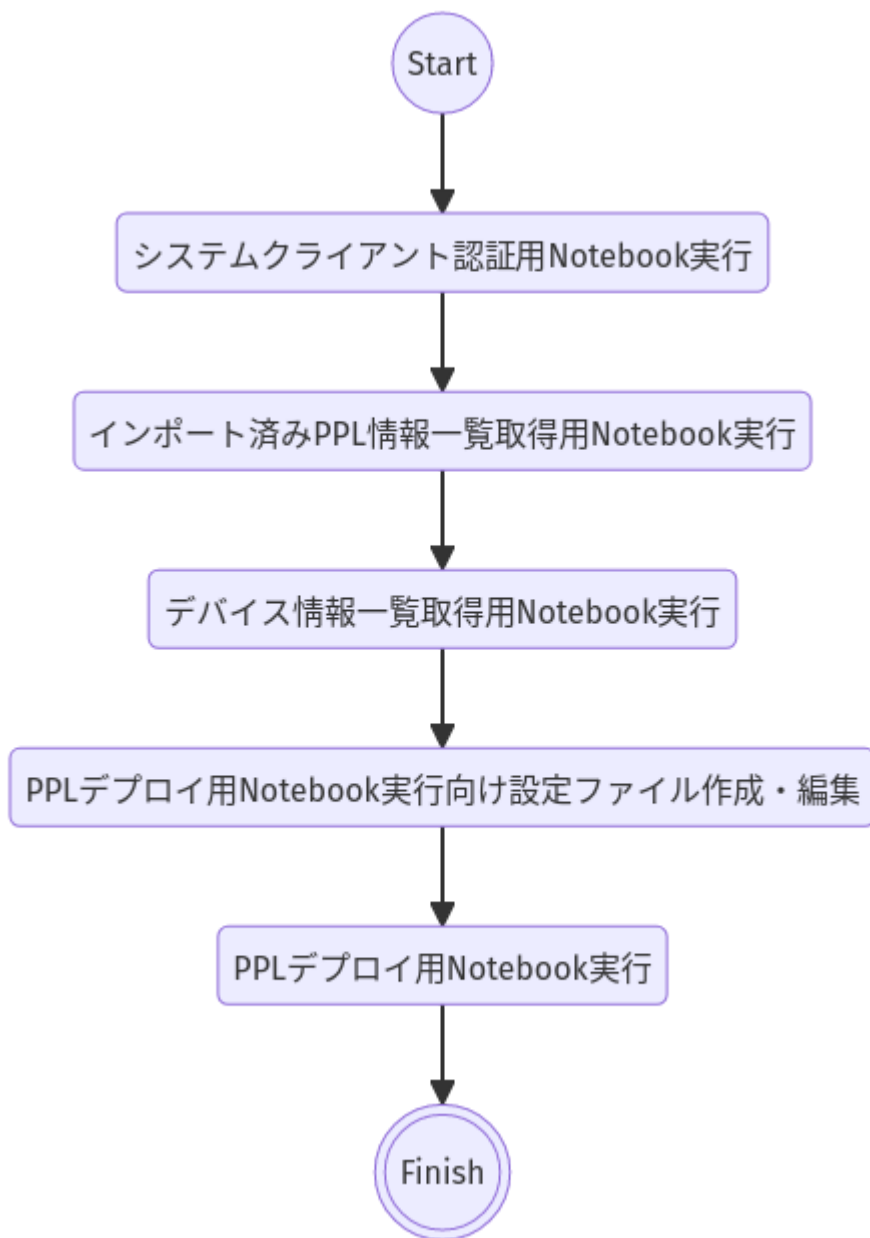 Start
システムクライアント認証用Notebook実行
インポート済みPPL情報一覧取得用Notebook実行
デバイス情報一覧取得用Notebook実行
PPLデプロイ用Notebook実行向け設定ファイル作成・編集
PPLデプロイ用Notebook実行
Finish